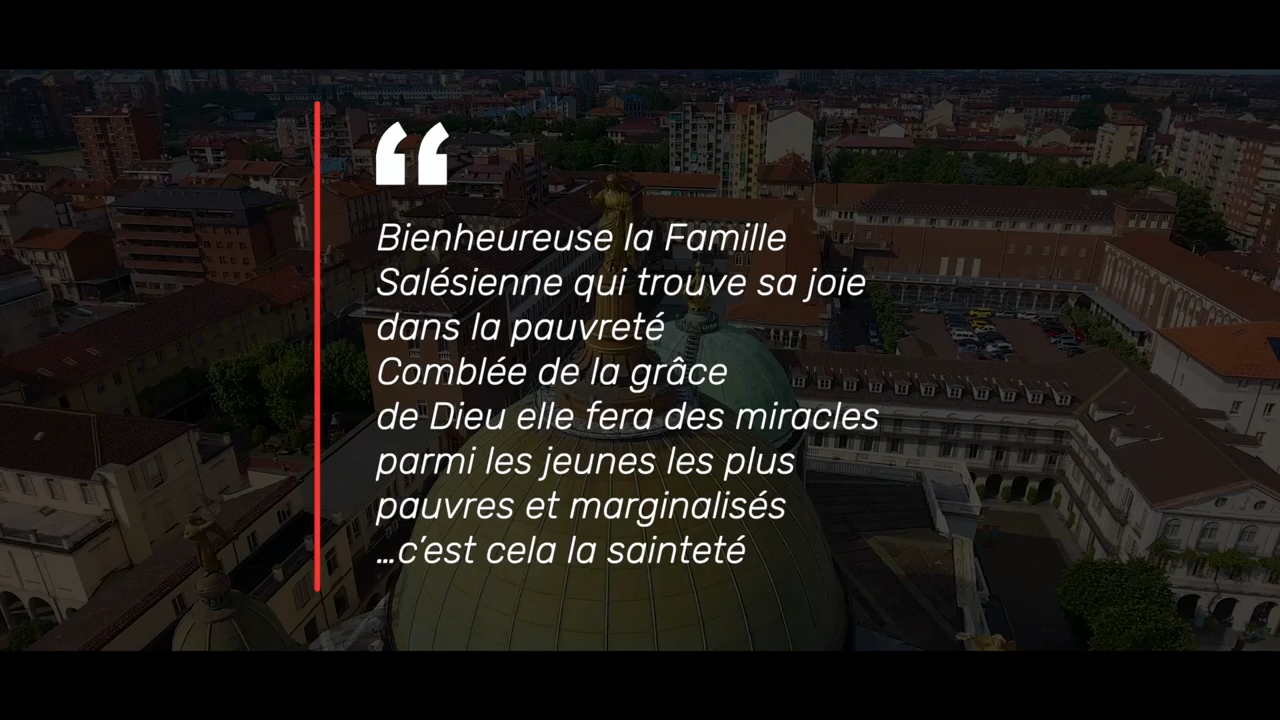 “
Bienheureuse la Famille
Salésienne qui trouve sa joie
dans la pauvreté
Comblée de la grâce
de Dieu elle fera des miracles
parmi les jeunes les plus
pauvres et marginalisés
…c’est cela la sainteté